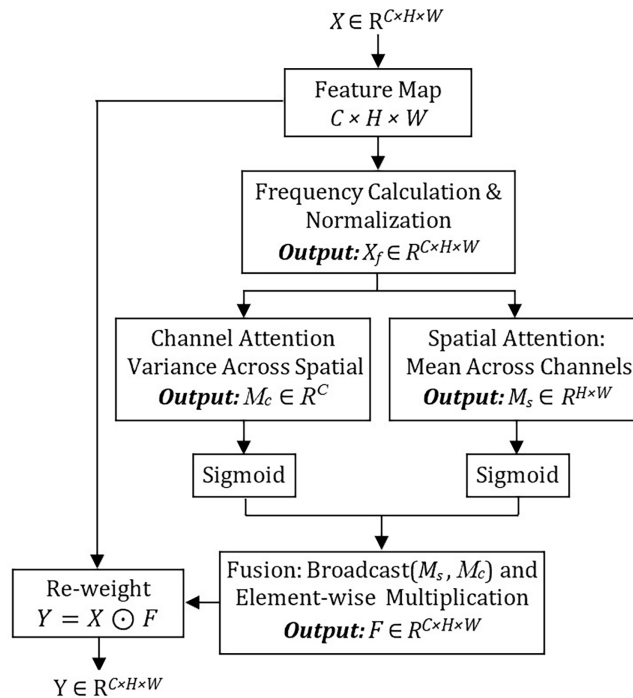 X ∈ R^{C×H×W}
Feature Map
C × H × W
Frequency Calculation &
Normalization
Output: X_f ∈ R^{C×H×W}
Channel Attention
Variance Across Spatial
Output: M_c ∈ R^C
Spatial Attention:
Mean Across Channels
Output: M_s ∈ R^{H×W}
Sigmoid
Sigmoid
Fusion: Broadcast(M_s, M_c) and
Element-wise Multiplication
Output: F ∈ R^{C×H×W}
Re-weight
Y = X ⊙ F
Y ∈ R^{C×H×W}